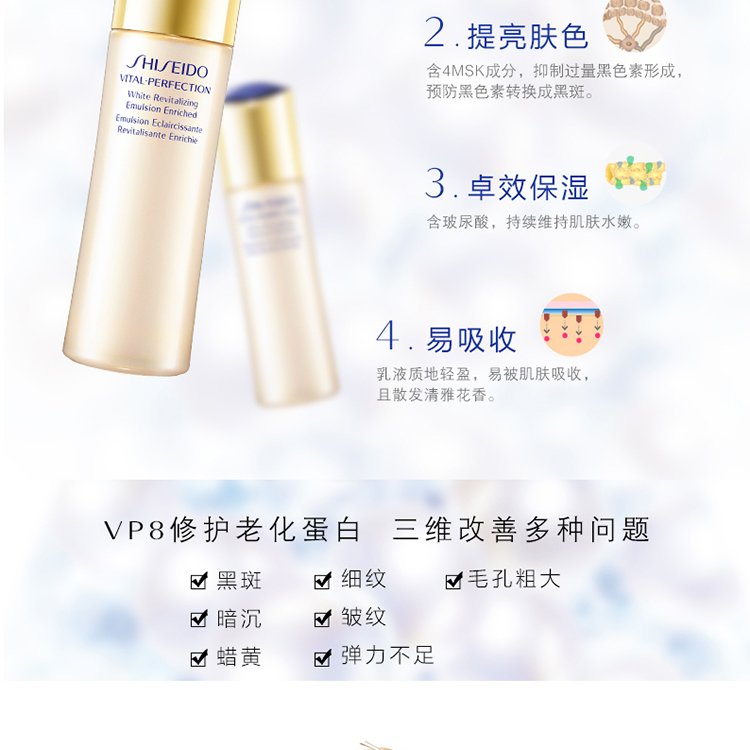 SHISEIDO
VITAL-PERFECTION
White Revitalizing
Emulsion Enriched
Emulsion Eclaircissante
Revitalisante Enrichie
2.提亮肤色
含4MSK成分，抑制过量黑色素形成，
预防黑色素转换成黑斑。
3.卓效保湿
含玻尿酸，持续维持肌肤水嫩。
4.易吸收
乳液质地轻盈，易被肌肤吸收，
且散发清雅花香。
VP8修护老化蛋白 三维改善多种问题
黑斑 细纹 毛孔粗大
暗沉 皱纹
蜡黄 弹力不足